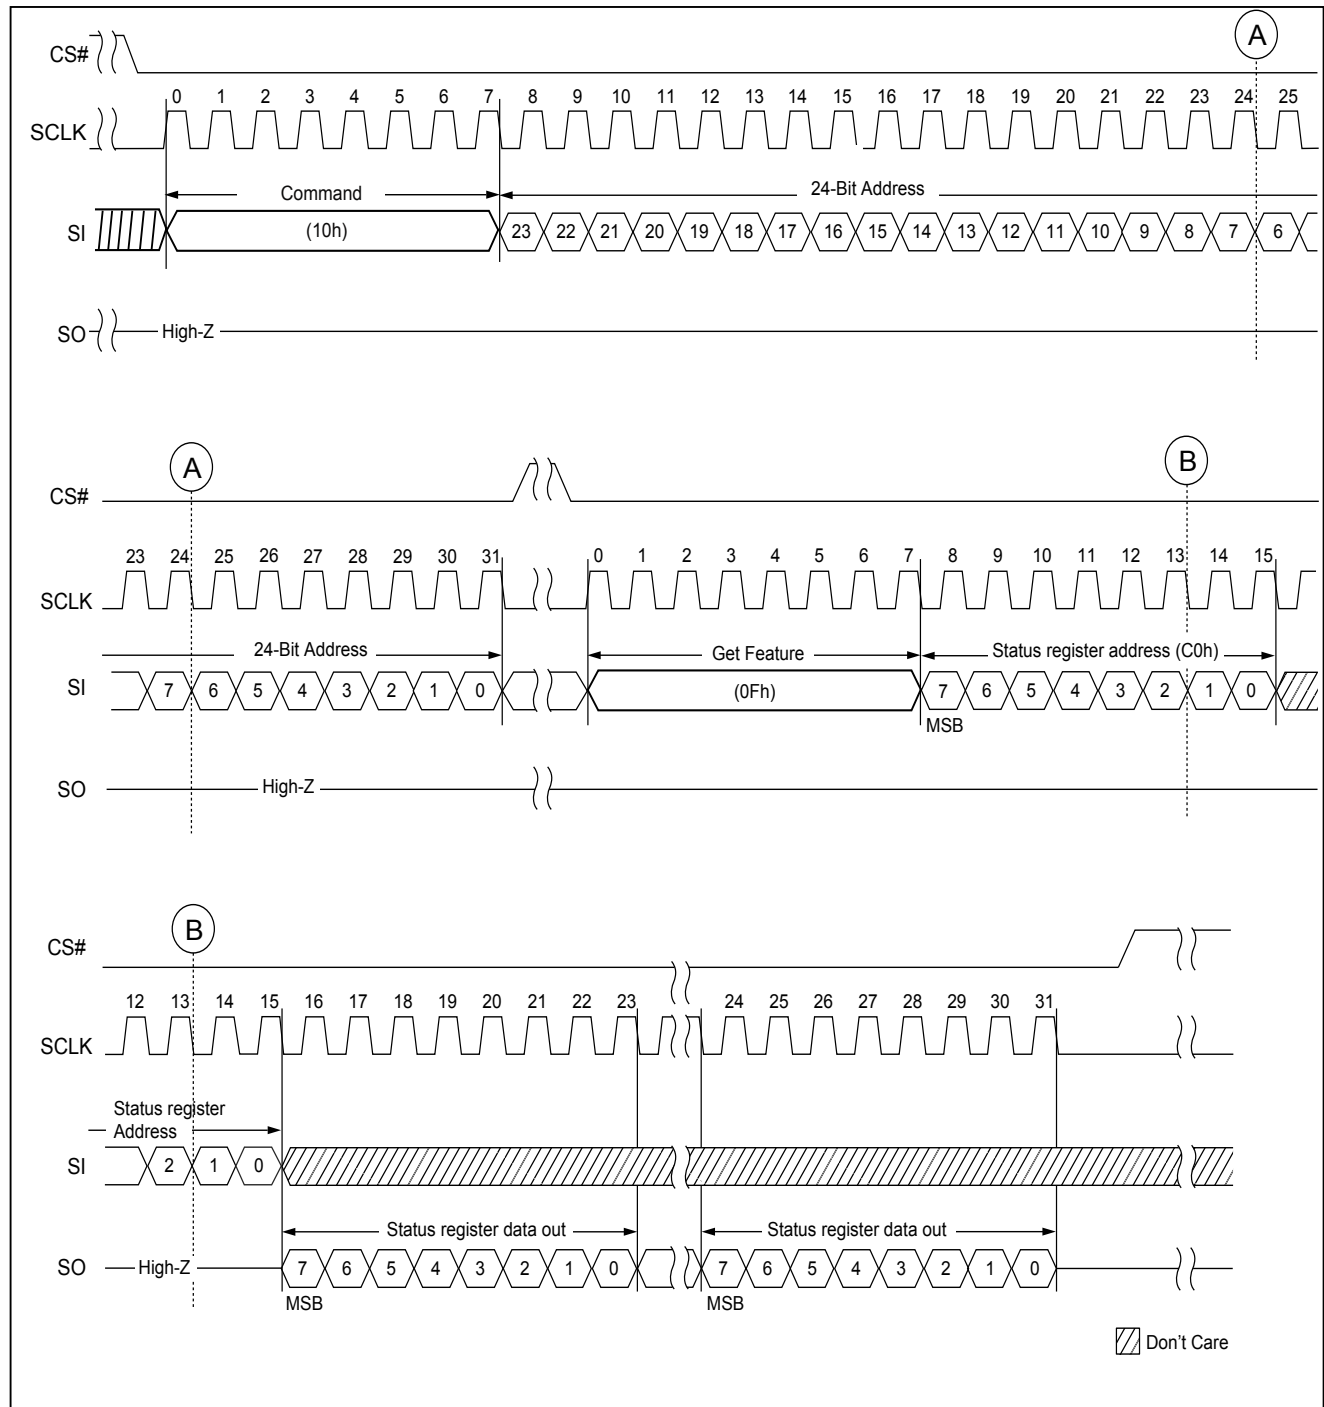 A
CS#
0 1 2 3 4 5 6 7 8 9 10 11 12 13 14 15 16 17 18 19 20 21 22 23 24 25
SCLK
Command 24-Bit Address
SI (10h) 23 22 21 20 19 18 17 16 15 14 13 12 11 10 9 8 7 6
SO High-Z
A B
CS#
23 24 25 26 27 28 29 30 31 0 1 2 3 4 5 6 7 8 9 10 11 12 13 14 15
SCLK
24-Bit Address Get Feature Status register address (C0h)
SI 7 6 5 4 3 2 1 0 (0Fh) 7 6 5 4 3 2 1 0
MSB
SO High-Z
B
CS#
12 13 14 15 16 17 18 19 20 21 22 23 24 25 26 27 28 29 30 31
SCLK
Status register
Address
SI 2 1 0
Status register data out Status register data out
SO High-Z 7 6 5 4 3 2 1 0 7 6 5 4 3 2 1 0
MSB MSB
Don't Care